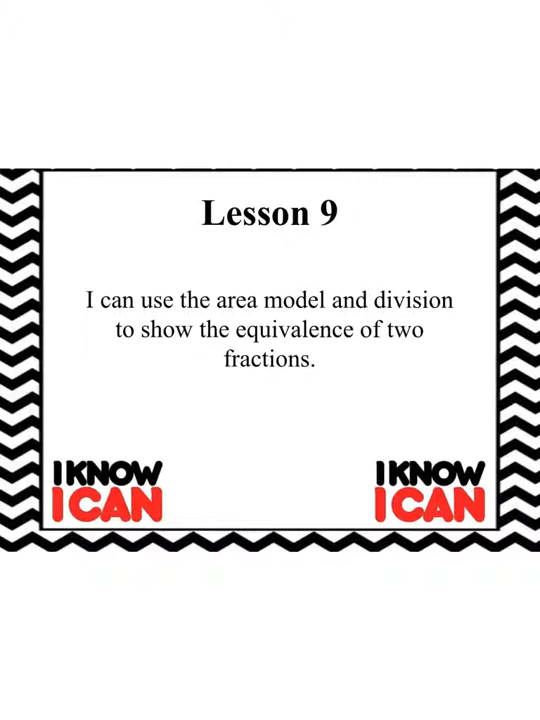 Lesson 9
I can use the area model and division
to show the equivalence of two
fractions.
I KNOW
I CAN
I KNOW
I CAN